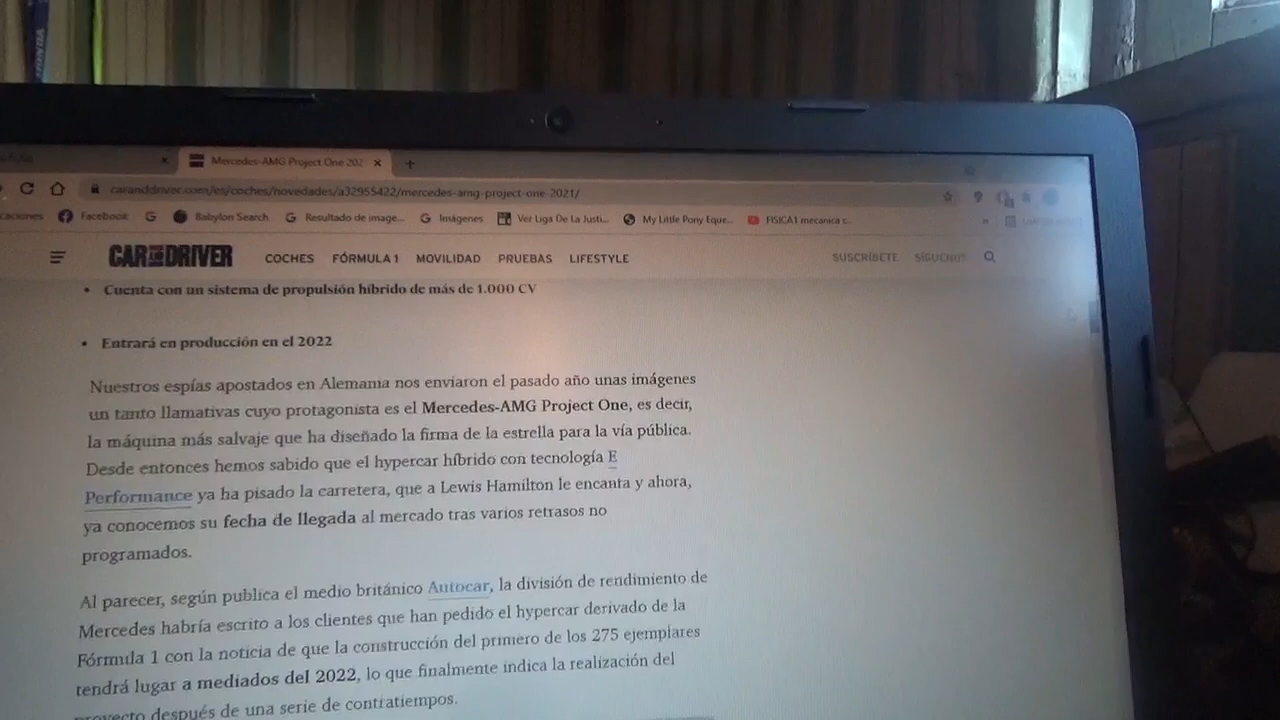 HONDA
Mercedes-AMG Project One 202
caranddriver.com/es/coches/novedades/a32955422/mercedes-amg-project-one-2021/
caciones Facebook Babylon Search Resultado de image... Imágenes Ver Liga De La Justi... My Little Pony Eque... FISICA1 mecanica c...
CAR AND DRIVER COCHES FÓRMULA 1 MOVILIDAD PRUEBAS LIFESTYLE SUSCRÍBETE SÍGUENOS
• Cuenta con un sistema de propulsión híbrido de más de 1.000 CV
• Entrará en producción en el 2022
Nuestros espías apostados en Alemania nos enviaron el pasado año unas imágenes
un tanto llamativas cuyo protagonista es el Mercedes-AMG Project One, es decir,
la máquina más salvaje que ha diseñado la firma de la estrella para la vía pública.
Desde entonces hemos sabido que el hypercar híbrido con tecnología E
Performance ya ha pisado la carretera, que a Lewis Hamilton le encanta y ahora,
ya conocemos su fecha de llegada al mercado tras varios retrasos no
programados.
Al parecer, según publica el medio británico Autocar, la división de rendimiento de
Mercedes habría escrito a los clientes que han pedido el hypercar derivado de la
Fórmula 1 con la noticia de que la construcción del primero de los 275 ejemplares
tendrá lugar a mediados del 2022, lo que finalmente indica la realización del
proyecto después de una serie de contratiempos.